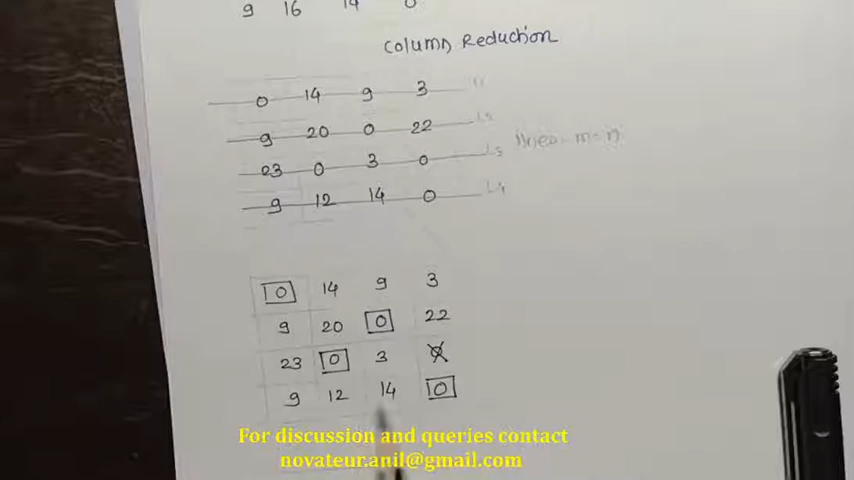 9 16 14 0
Column Reduction
0 14 9 3
9 20 0 22
23 0 3 0
9 12 14 0
0 14 9 3
9 20 0 22
23 0 3
9 12 14 0
For discussion and queries contact
novateur.anil@gmail.com